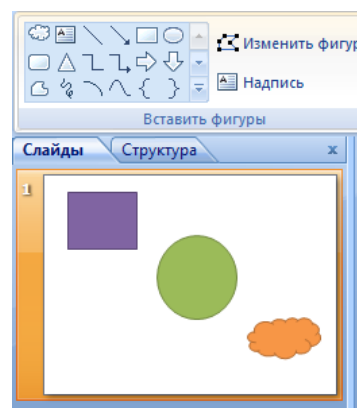 Изменить фигур
Надпись
Вставить фигуры
Слайды Структура x
1